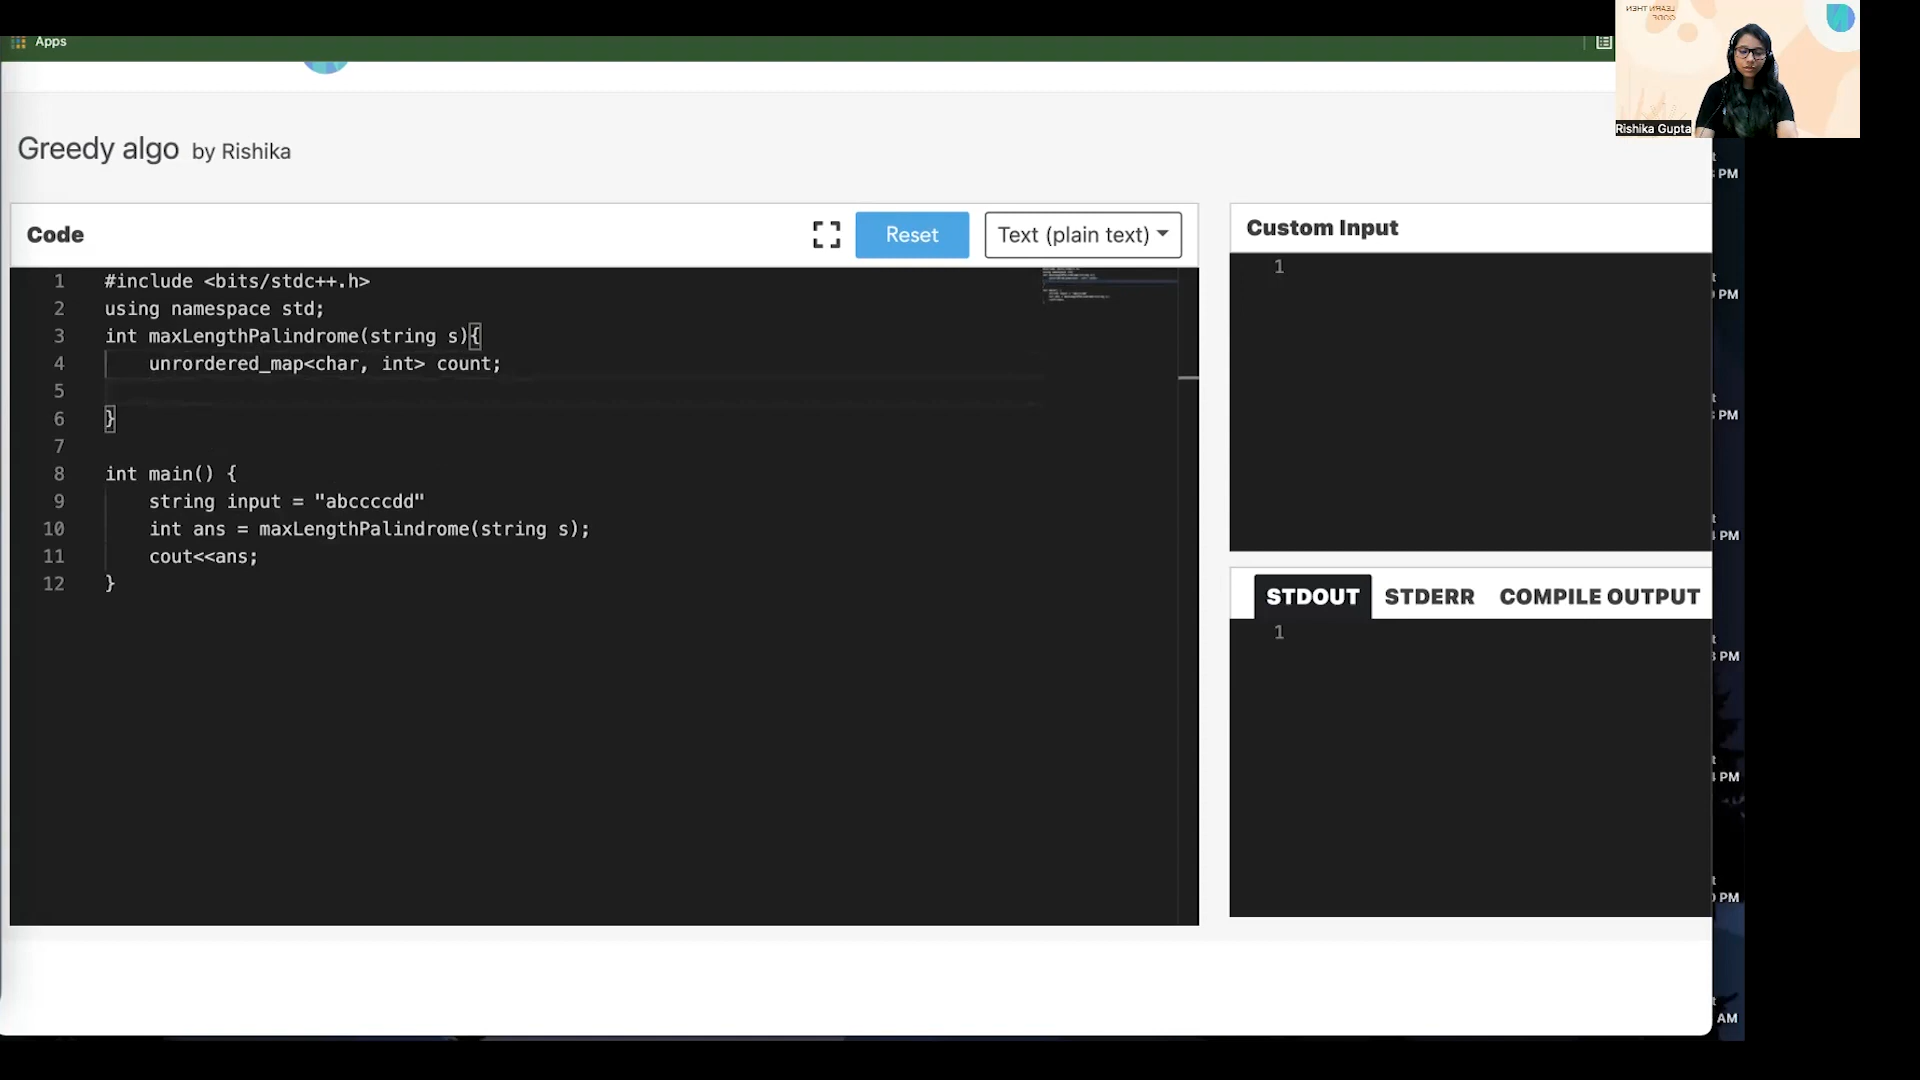 Apps
LEARN THEN
CODE
Rishika Gupta
Greedy algo by Rishika
Code
Reset
Text (plain text)
1 #include <bits/stdc++.h>
2 using namespace std;
3 int maxLengthPalindrome(string s){
4 unrordered_map<char, int> count;
5
6 }
7
8 int main() {
9 string input = "abccccdd"
10 int ans = maxLengthPalindrome(string s);
11 cout<<ans;
12 }
Custom Input
1
STDOUT STDERR COMPILE OUTPUT
1
PM
PM
PM
PM
PM
PM
PM
AM